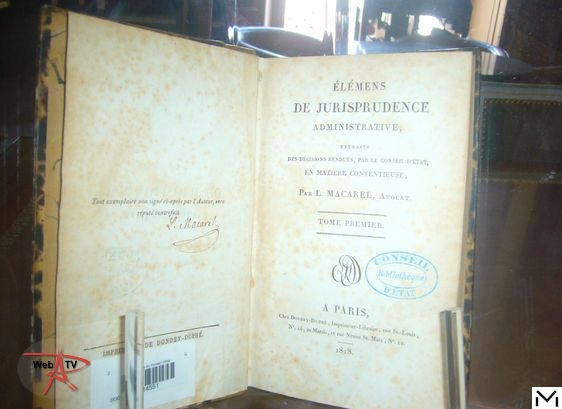 Tout exemplaire non signé ci-après par l'Auteur, sera
réputé contrefait.
L. Macarel
DE DONDEY-DUPRÉ.
ÉLÉMENS
DE JURISPRUDENCE
ADMINISTRATIVE,
EXTRAITS
DES DÉCISIONS RENDUES, PAR LE CONSEIL D'ÉTAT,
EN MATIÈRE CONTENTIEUSE;
PAR L. MACAREL, AVOCAT.
TOME PREMIER.
CONSEIL
Bibliothèque
D'ÉTAT
A PARIS,
Chez DONDEY-DUPRÉ, Imprimeur-Libraire, rue St.-Louis,
N°. 46, au Marais, et rue Neuve St. Marc, N°. 10.
1818.
Web TV
M